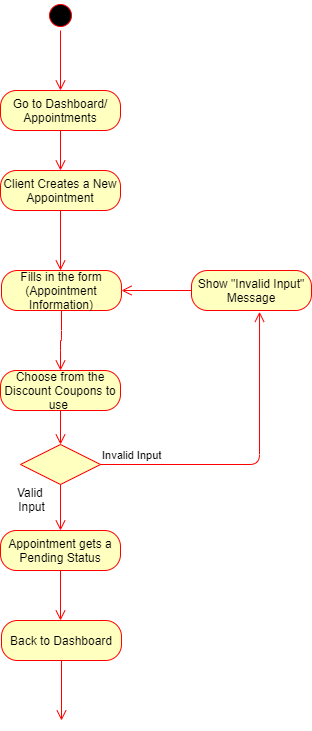 Go to Dashboard/
Appointments
Client Creates a New
Appointment
Fills in the form
(Appointment
Information)
Show "Invalid Input"
Message
Choose from the
Discount Coupons to
use
Invalid Input
Valid
Input
Appointment gets a
Pending Status
Back to Dashboard